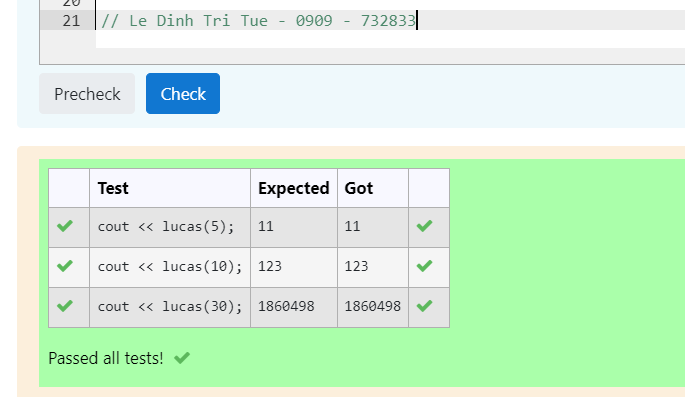 20
21 // Le Dinh Tri Tue - 0909 - 732833
Precheck Check
Test Expected Got
cout << lucas(5); 11 11
cout << lucas(10); 123 123
cout << lucas(30); 1860498 1860498
Passed all tests!